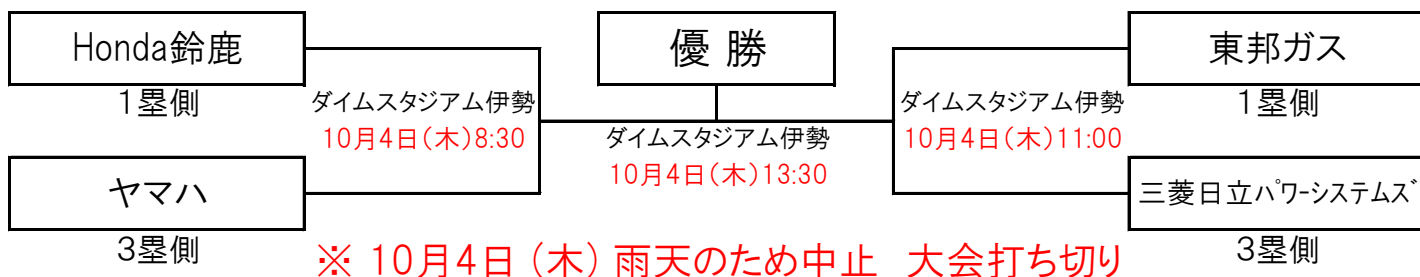 Honda鈴鹿
1塁側
ダイムスタジアム伊勢
10月4日(木)8:30
ヤマハ
3塁側
優 勝
ダイムスタジアム伊勢
10月4日(木)13:30
東邦ガス
1塁側
ダイムスタジアム伊勢
10月4日(木)11:00
三菱日立パワーシステムズ
3塁側
※ 10月4日(木)雨天のため中止 大会打ち切り